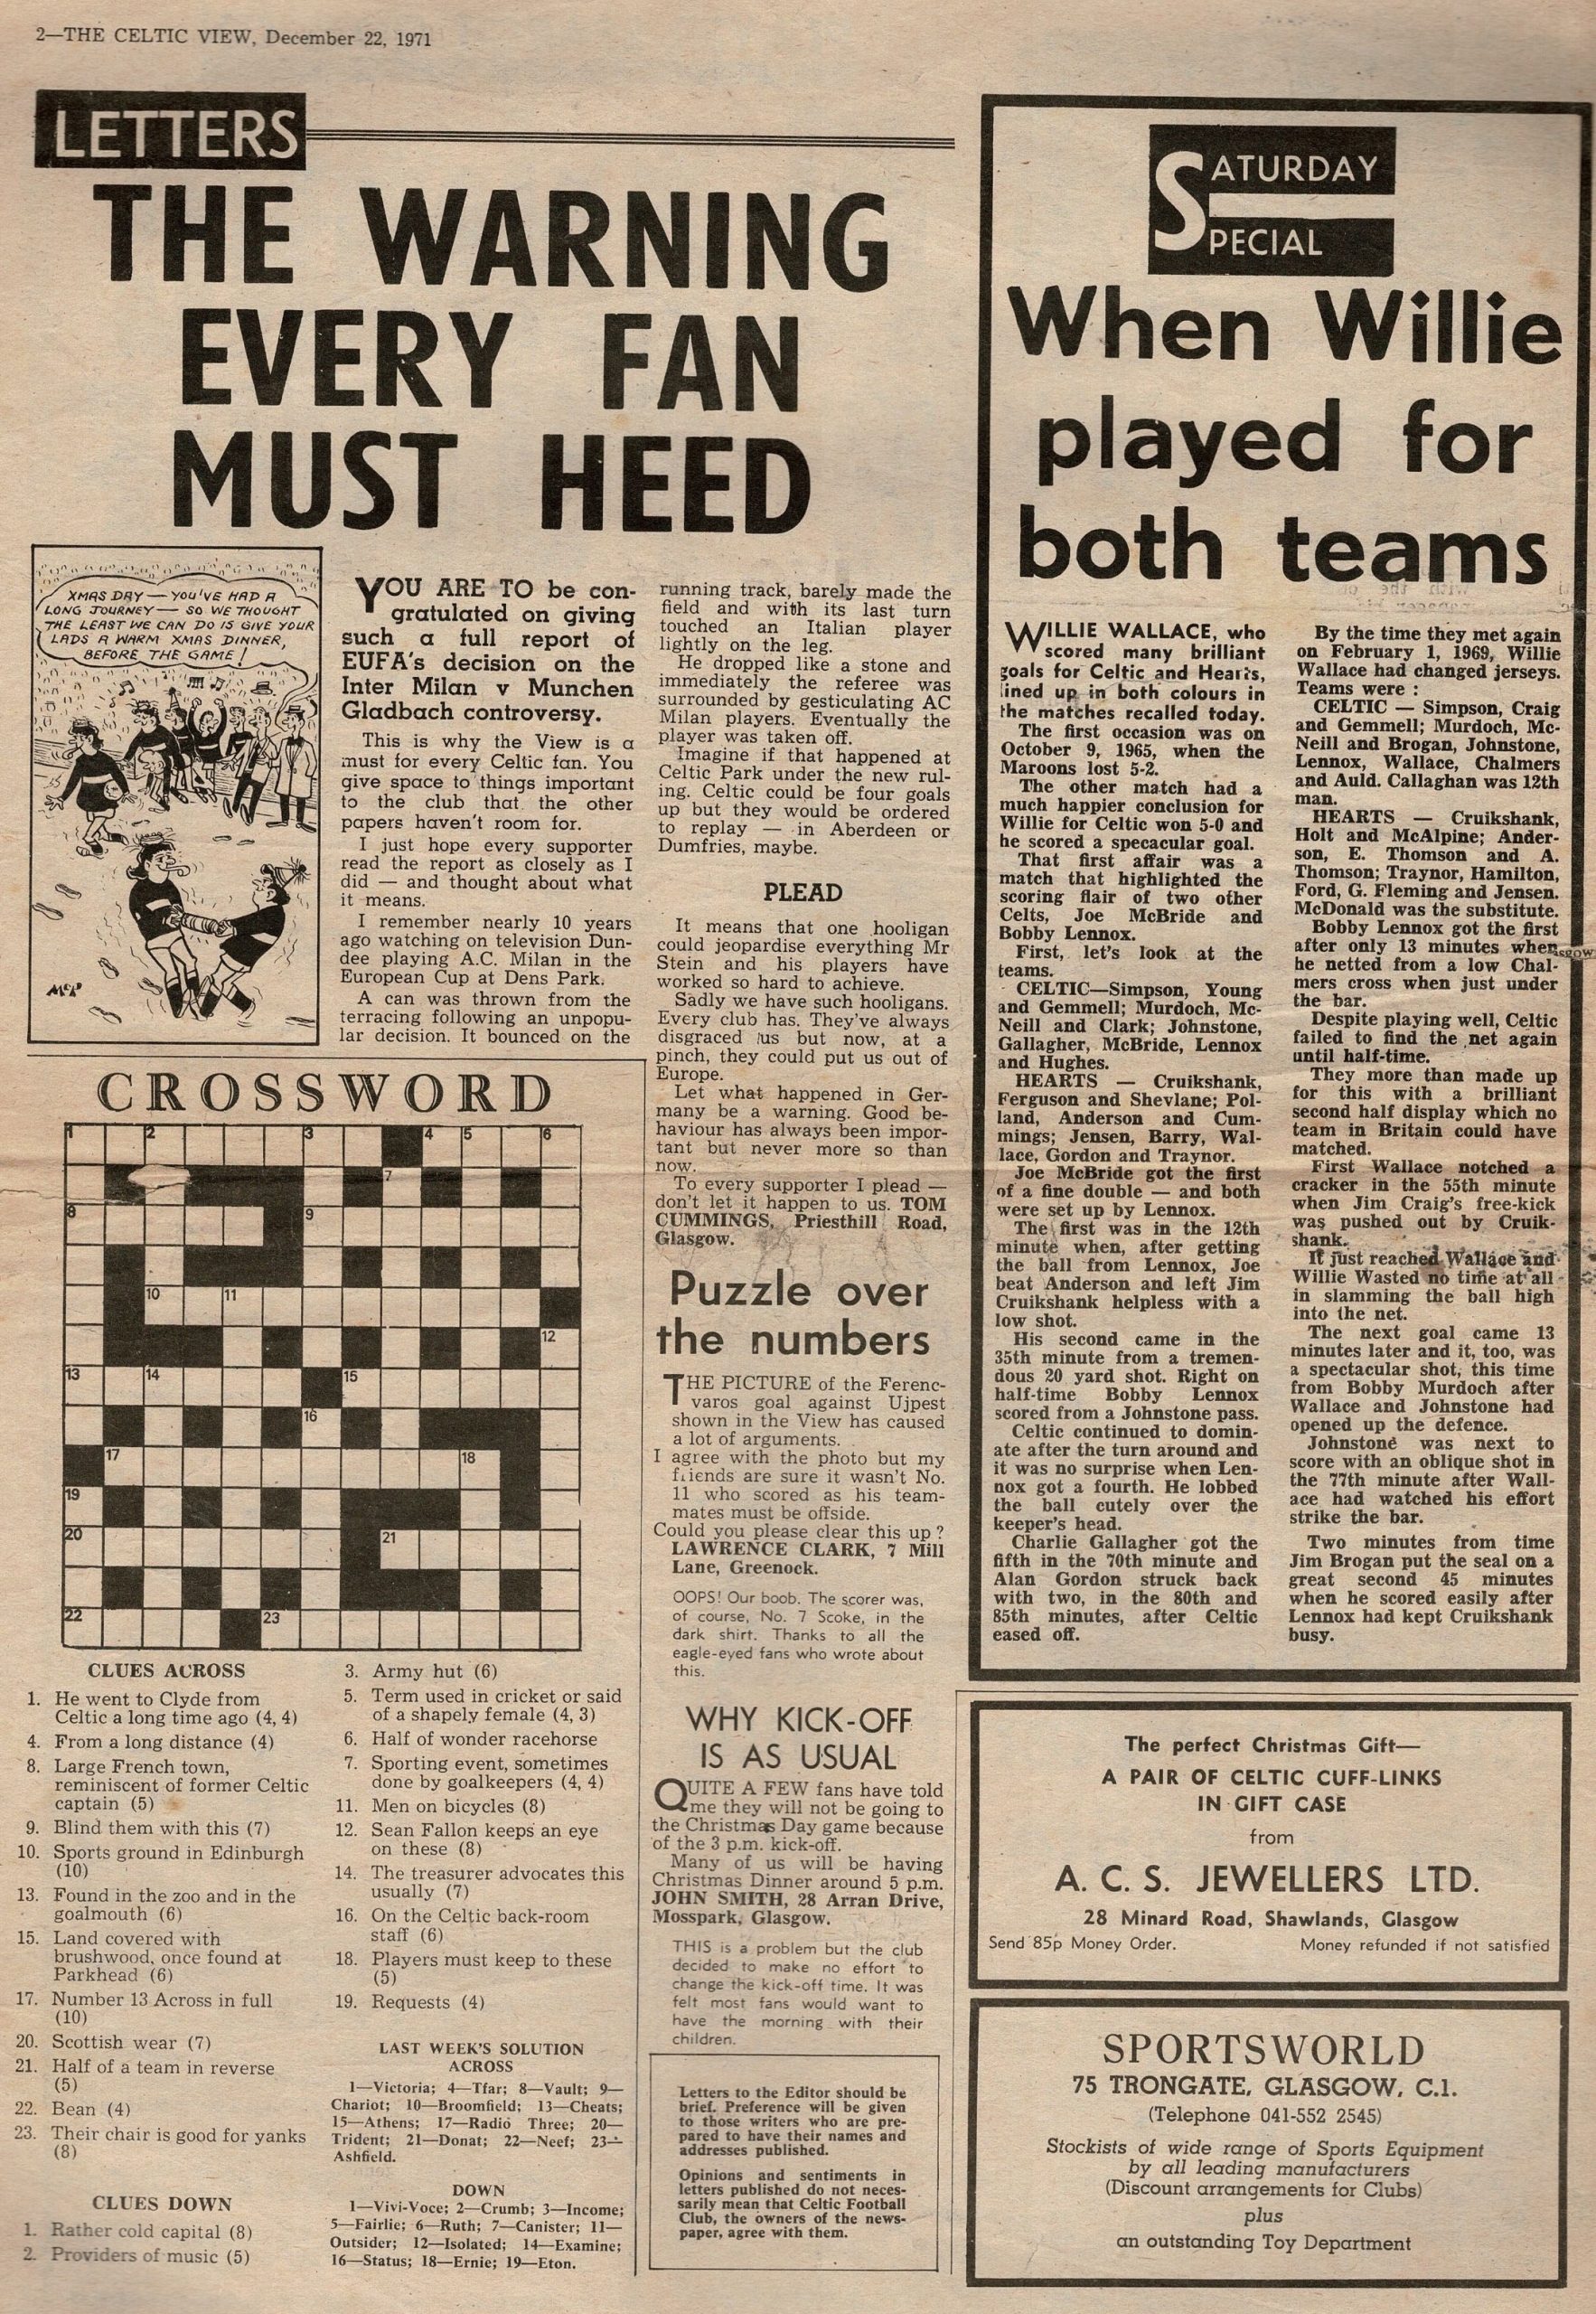 2—THE CELTIC VIEW, December 22, 1971
LETTERS
THE WARNING
EVERY FAN
MUST HEED
XMAS DAY — YOU'VE HAD A
LONG JOURNEY — SO WE THOUGHT
THE LEAST WE CAN DO IS GIVE YOUR
LADS A WARM XMAS DINNER,
BEFORE THE GAME!
YOU ARE TO be con-
gratulated on giving
such a full report of
EUFA's decision on the
Inter Milan v Munchen
Gladbach controversy.
This is why the View is a
must for every Celtic fan. You
give space to things important
to the club that the other
papers haven't room for.
I just hope every supporter
read the report as closely as I
did — and thought about what
it means.
I remember nearly 10 years
ago watching on television Dun-
dee playing A.C. Milan in the
European Cup at Dens Park.
A can was thrown from the
terracing following an unpopu-
lar decision. It bounced on the
running track, barely made the
field and with its last turn
touched an Italian player
lightly on the leg.
He dropped like a stone and
immediately the referee was
surrounded by gesticulating AC
Milan players. Eventually the
player was taken off.
Imagine if that happened at
Celtic Park under the new rul-
ing. Celtic could be four goals
up but they would be ordered
to replay — in Aberdeen or
Dumfries, maybe.
PLEAD
It means that one hooligan
could jeopardise everything Mr
Stein and his players have
worked so hard to achieve.
Sadly we have such hooligans.
Every club has. They've always
disgraced us but now, at a
pinch, they could put us out of
Europe.
Let what happened in Ger-
many be a warning. Good be-
haviour has always been impor-
tant but never more so than
now.
To every supporter I plead —
don't let it happen to us. TOM
CUMMINGS, Priesthill Road,
Glasgow.
Puzzle over
the numbers
THE PICTURE of the Ferenc-
varos goal against Ujpest
shown in the View has caused
a lot of arguments.
I agree with the photo but my
friends are sure it wasn't No.
11 who scored as his team-
mates must be offside.
Could you please clear this up?
LAWRENCE CLARK, 7 Mill
Lane, Greenock.
OOPS! Our boob. The scorer was,
of course, No. 7 Scoke, in the
dark shirt. Thanks to all the
eagle-eyed fans who wrote about
this.
WHY KICK-OFF
IS AS USUAL
QUITE A FEW fans have told
me they will not be going to
the Christmas Day game because
of the 3 p.m. kick-off.
Many of us will be having
Christmas Dinner around 5 p.m.
JOHN SMITH, 28 Arran Drive,
Mosspark, Glasgow.
THIS is a problem but the club
decided to make no effort to
change the kick-off time. It was
felt most fans would want to
have the morning with their
children.
Letters to the Editor should be
brief. Preference will be given
to those writers who are pre-
pared to have their names and
addresses published.
Opinions and sentiments in
letters published do not neces-
sarily mean that Celtic Football
Club, the owners of the news-
paper, agree with them.
CROSSWORD
1 2 3 4 5 6
7
8 9
10 11
12
13 14 15
16
17 18
19
20 21
22 23
CLUES ACROSS
1. He went to Clyde from
Celtic a long time ago (4, 4)
4. From a long distance (4)
8. Large French town,
reminiscent of former Celtic
captain (5)
9. Blind them with this (7)
10. Sports ground in Edinburgh
(10)
13. Found in the zoo and in the
goalmouth (6)
15. Land covered with
brushwood, once found at
Parkhead (6)
17. Number 13 Across in full
(10)
20. Scottish wear (7)
21. Half of a team in reverse
(5)
22. Bean (4)
23. Their chair is good for yanks
(8)
CLUES DOWN
1. Rather cold capital (8)
2. Providers of music (5)
3. Army hut (6)
5. Term used in cricket or said
of a shapely female (4, 3)
6. Half of wonder racehorse
7. Sporting event, sometimes
done by goalkeepers (4, 4)
11. Men on bicycles (8)
12. Sean Fallon keeps an eye
on these (8)
14. The treasurer advocates this
usually (7)
16. On the Celtic back-room
staff (6)
18. Players must keep to these
(5)
19. Requests (4)
LAST WEEK'S SOLUTION
ACROSS
1—Victoria; 4—Tfar; 8—Vault; 9—
Chariot; 10—Broomfield; 13—Cheats;
15—Athens; 17—Radio Three; 20—
Trident; 21—Donat; 22—Neef; 23—
Ashfield.
DOWN
1—Vivi-Voce; 2—Crumb; 3—Income;
5—Fairlie; 6—Ruth; 7—Canister; 11—
Outsider; 12—Isolated; 14—Examine;
16—Status; 18—Ernie; 19—Eton.
SATURDAY
SPECIAL
When Willie
played for
both teams
WILLIE WALLACE, who
scored many brilliant
goals for Celtic and Hearts,
lined up in both colours in
the matches recalled today.
The first occasion was on
October 9, 1965, when the
Maroons lost 5-2.
The other match had a
much happier conclusion for
Willie for Celtic won 5-0 and
he scored a specacular goal.
That first affair was a
match that highlighted the
scoring flair of two other
Celts, Joe McBride and
Bobby Lennox.
First, let's look at the
teams.
CELTIC—Simpson, Young
and Gemmell; Murdoch, Mc-
Neill and Clark; Johnstone,
Gallagher, McBride, Lennox
and Hughes.
HEARTS — Cruikshank,
Ferguson and Shevlane; Pol-
land, Anderson and Cum-
mings; Jensen, Barry, Wal-
lace, Gordon and Traynor.
Joe McBride got the first
of a fine double — and both
were set up by Lennox.
The first was in the 12th
minute when, after getting
the ball from Lennox, Joe
beat Anderson and left Jim
Cruikshank helpless with a
low shot.
His second came in the
35th minute from a tremen-
dous 20 yard shot. Right on
half-time Bobby Lennox
scored from a Johnstone pass.
Celtic continued to domin-
ate after the turn around and
it was no surprise when Len-
nox got a fourth. He lobbed
the ball cutely over the
keeper's head.
Charlie Gallagher got the
fifth in the 70th minute and
Alan Gordon struck back
with two, in the 80th and
85th minutes, after Celtic
eased off.
By the time they met again
on February 1, 1969, Willie
Wallace had changed jerseys.
Teams were :
CELTIC — Simpson, Craig
and Gemmell; Murdoch, Mc-
Neill and Brogan, Johnstone,
Lennox, Wallace, Chalmers
and Auld. Callaghan was 12th
man.
HEARTS — Cruikshank,
Holt and McAlpine; Ander-
son, E. Thomson and A.
Thomson; Traynor, Hamilton,
Ford, G. Fleming and Jensen.
McDonald was the substitute.
Bobby Lennox got the first
after only 13 minutes when
he netted from a low Chal-
mers cross when just under
the bar.
Despite playing well, Celtic
failed to find the net again
until half-time.
They more than made up
for this with a brilliant
second half display which no
team in Britain could have
matched.
First Wallace notched a
cracker in the 55th minute
when Jim Craig's free-kick
was pushed out by Cruik-
shank.
It just reached Wallace and
Willie Wasted no time at all
in slamming the ball high
into the net.
The next goal came 13
minutes later and it, too, was
a spectacular shot, this time
from Bobby Murdoch after
Wallace and Johnstone had
opened up the defence.
Johnstone was next to
score with an oblique shot in
the 77th minute after Wall-
ace had watched his effort
strike the bar.
Two minutes from time
Jim Brogan put the seal on a
great second 45 minutes
when he scored easily after
Lennox had kept Cruikshank
busy.
The perfect Christmas Gift—
A PAIR OF CELTIC CUFF-LINKS
IN GIFT CASE
from
A. C. S. JEWELLERS LTD.
28 Minard Road, Shawlands, Glasgow
Send 85p Money Order. Money refunded if not satisfied
SPORTSWORLD
75 TRONGATE, GLASGOW, C.1.
(Telephone 041-552 2545)
Stockists of wide range of Sports Equipment
by all leading manufacturers
(Discount arrangements for Clubs)
plus
an outstanding Toy Department